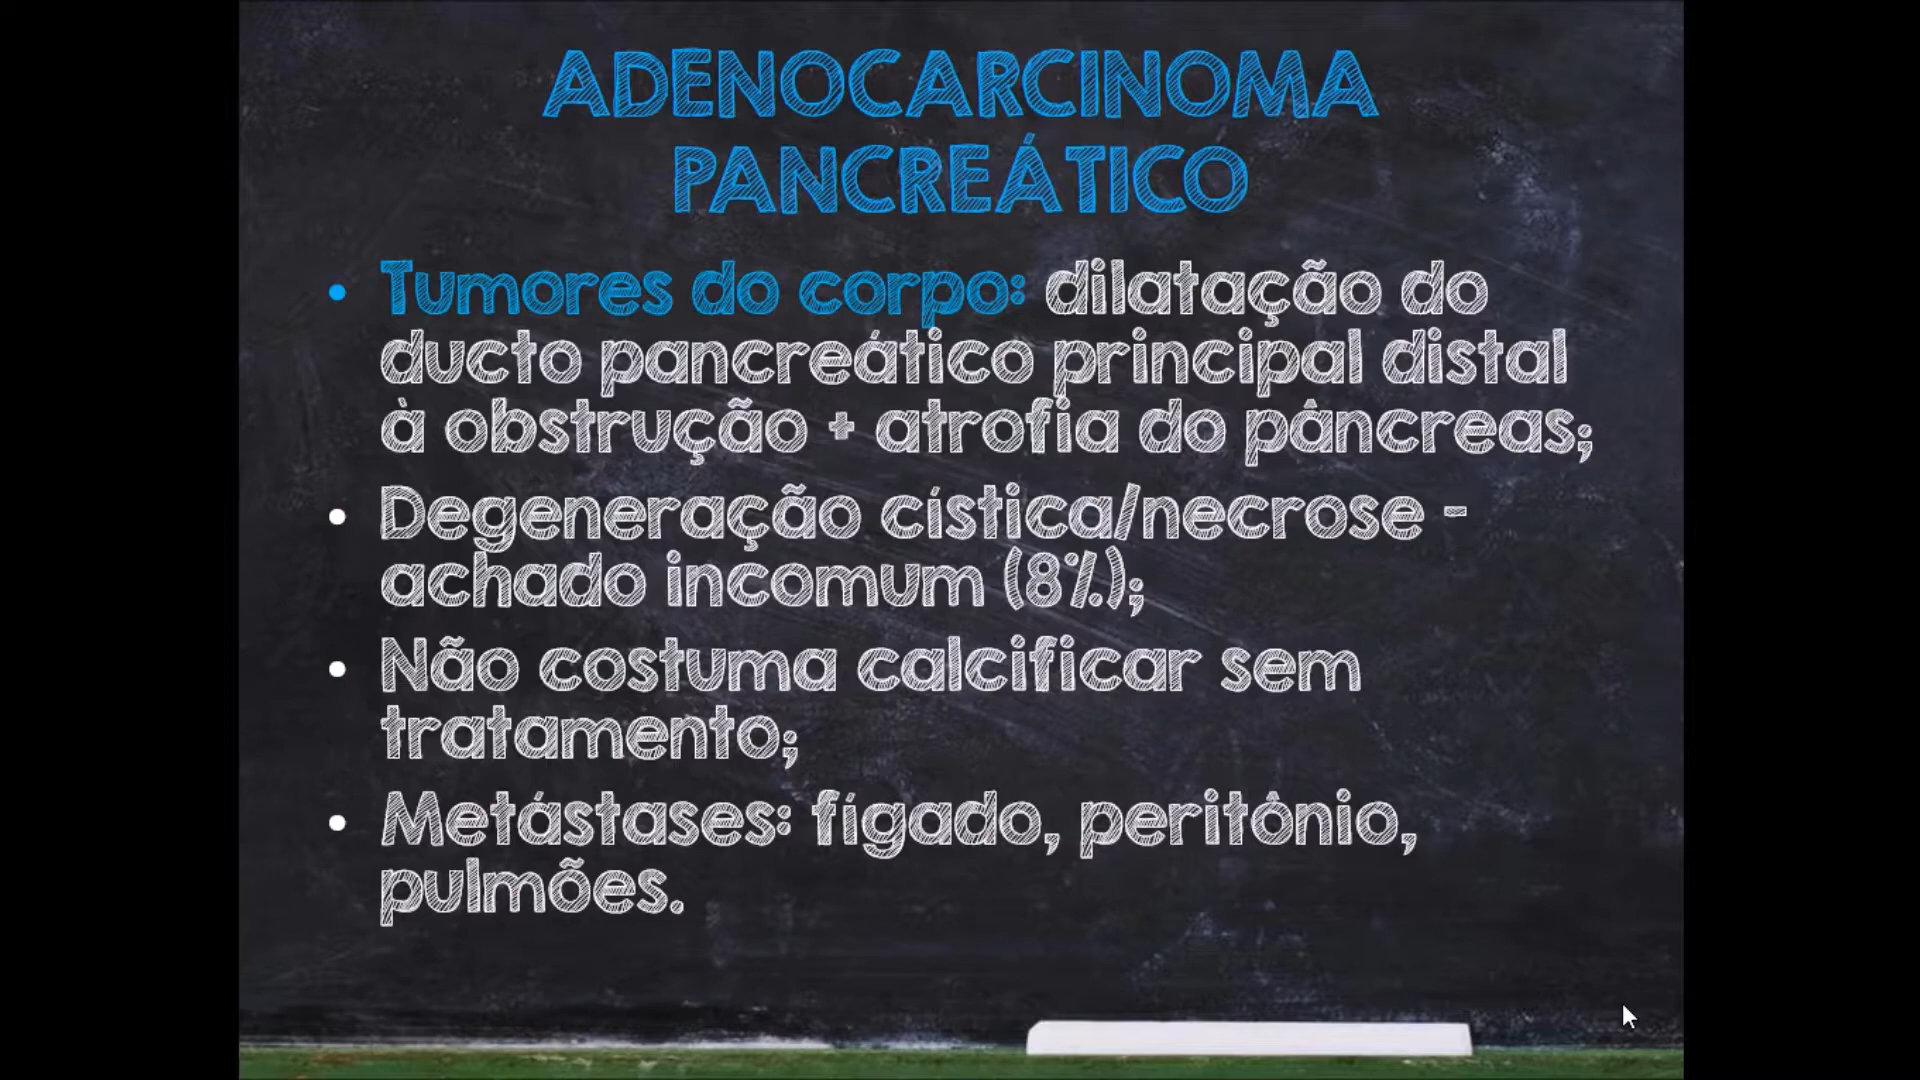 ADENOCARCINOMA
PANCREÁTICO
• Tumores do corpo: dilatação do
ducto pancreático principal distal
à obstrução + atrofia do pâncreas;
• Degeneração cística/necrose -
achado incomum (8%);
• Não costuma calcificar sem
tratamento;
• Metástases: fígado, peritônio,
pulmões.